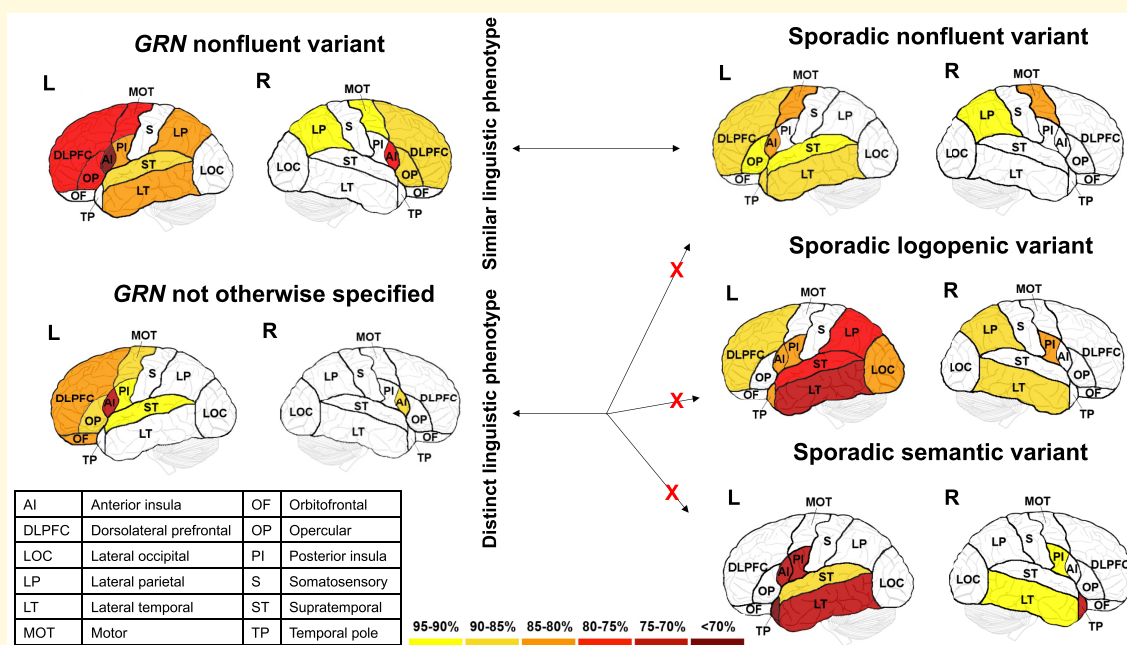 GRN nonfluent variant
L
R
MOT
MOT
S
LP
PI
DLPFC
AI
OP
ST
LOC
LT
OF
TP
LP
S
PI
AI
DLPFC
ST
OP
LOC
LT
OF
TP
Similar linguistic phenotype
Sporadic nonfluent variant
L
R
MOT
MOT
S
LP
PI
DLPFC
AI
OP
ST
LOC
LT
OF
TP
LP
S
PI
AI
DLPFC
ST
OP
LOC
LT
OF
TP
GRN not otherwise specified
L
R
MOT
MOT
S
LP
PI
DLPFC
AI
OP
ST
LOC
LT
OF
TP
LP
S
PI
AI
DLPFC
ST
OP
LOC
LT
OF
TP
Distinct linguistic phenotype
X
X
X
Sporadic logopenic variant
L
R
MOT
MOT
S
LP
PI
DLPFC
AI
OP
ST
LOC
LT
OF
TP
LP
S
PI
AI
DLPFC
ST
OP
LOC
LT
OF
TP
Sporadic semantic variant
L
R
MOT
MOT
S
LP
PI
DLPFC
AI
OP
ST
LOC
LT
OF
TP
LP
S
PI
AI
DLPFC
ST
OP
LOC
LT
OF
TP
AI Anterior insula OF Orbitofrontal
DLPFC Dorsolateral prefrontal OP Opercular
LOC Lateral occipital PI Posterior insula
LP Lateral parietal S Somatosensory
LT Lateral temporal ST Supratemporal
MOT Motor TP Temporal pole
95-90% 90-85% 85-80% 80-75% 75-70% <70%